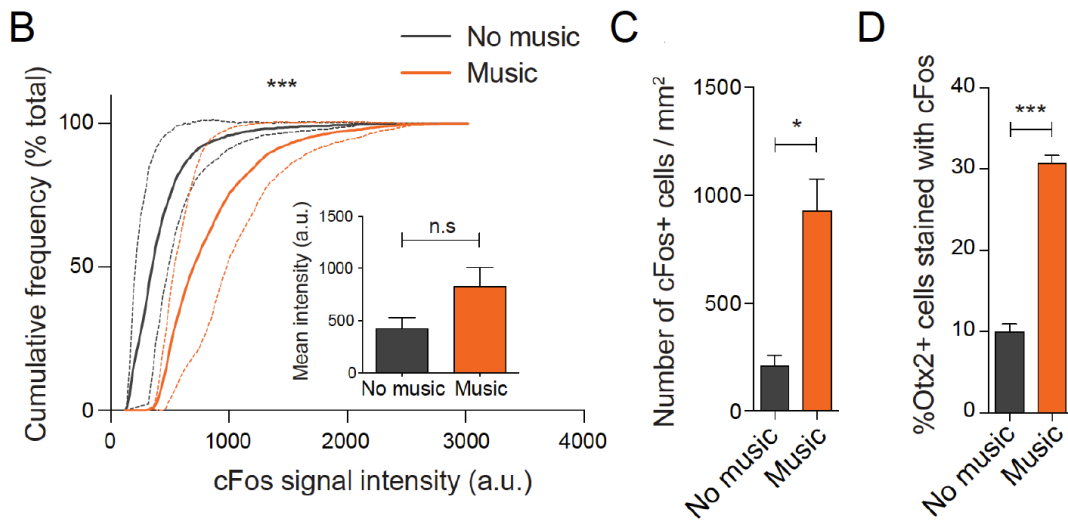 B
No music
Music
***
Cumulative frequency (% total)
100
50
0
0
1000
2000
3000
4000
cFos signal intensity (a.u.)
Mean intensity (a.u.)
1500
1000
500
0
n.s
No music
Music
C
Number of cFos+ cells / mm²
1500
1000
500
0
*
No music
Music
D
%Otx2+ cells stained with cFos
40
30
20
10
0
***
No music
Music